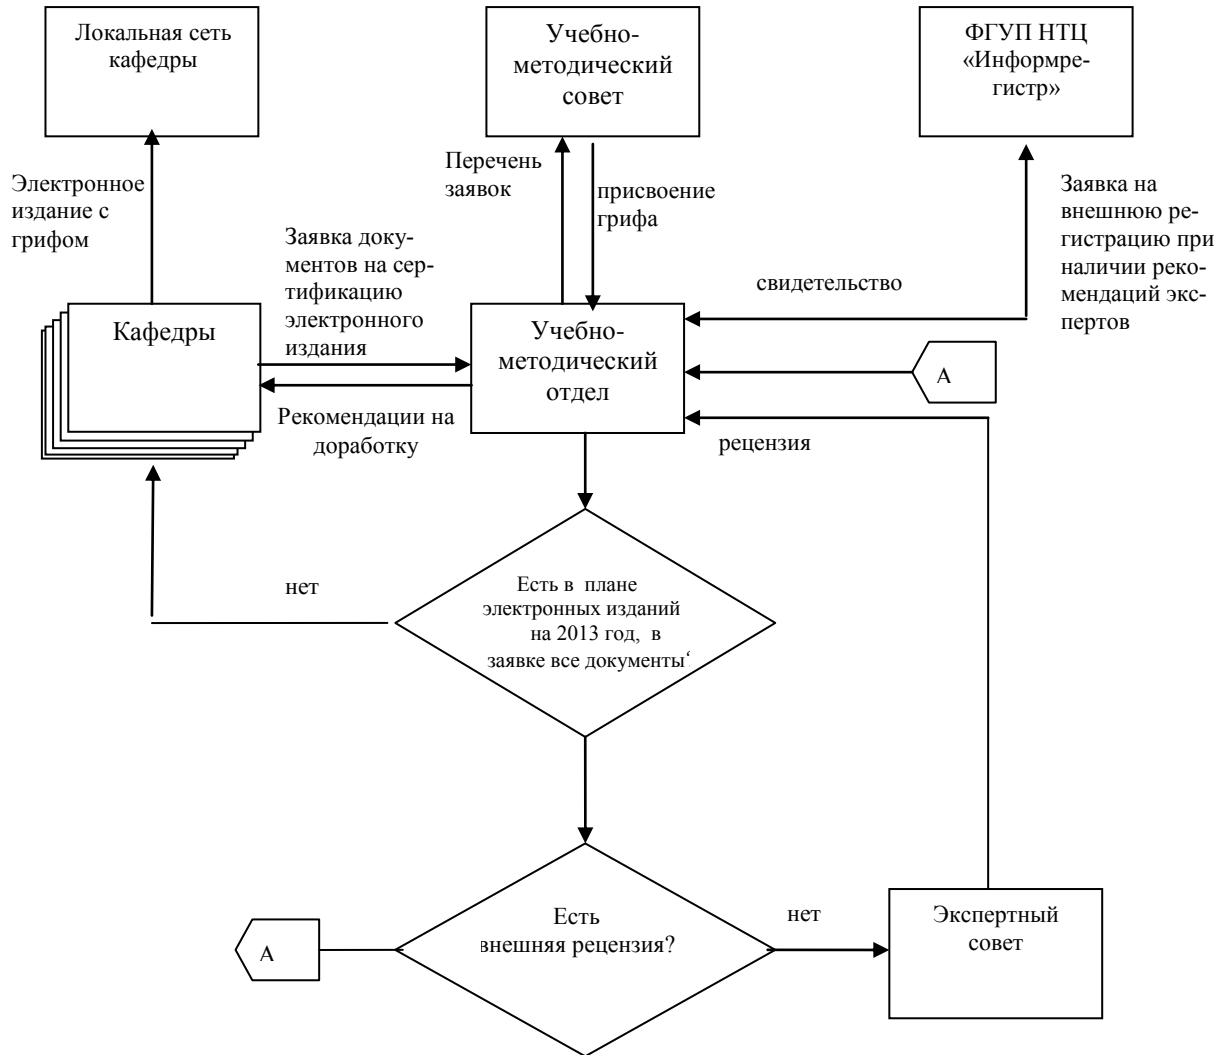 Локальная сеть
кафедры
Учебно-
методический
совет
ФГУП НТЦ
«Информре-
гистр»
Электронное
издание с
грифом
Перечень
заявок
присвоение
грифа
Заявка на
внешнюю ре-
гистрацию при
наличии реко-
мендаций экс-
пертов
Заявка доку-
ментов на сер-
тификацию
электронного
издания
свидетельство
Кафедры
Учебно-
методический
отдел
А
Рекомендации на
доработку
рецензия
нет
Есть в плане
электронных изданий
на 2013 год, в
заявке все документы?
Есть
внешняя рецензия?
нет
Экспертный
совет
А